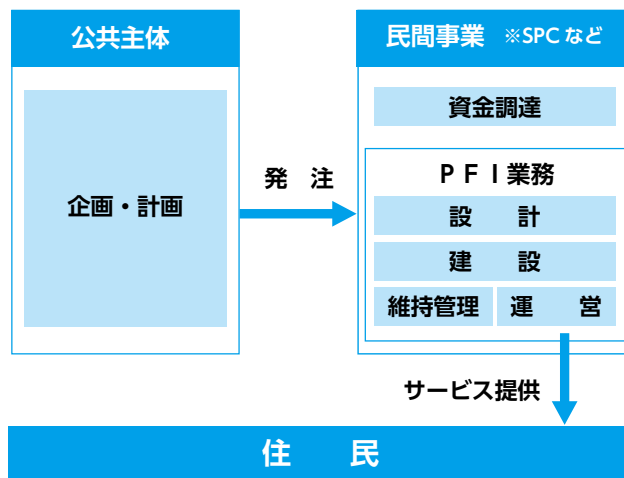 公共主体
企画・計画
発　注
民間事業 ※SPCなど
資金調達
ＰＦＩ業務
設　　計
建　　設
維持管理
運　　営
サービス提供
住　　民